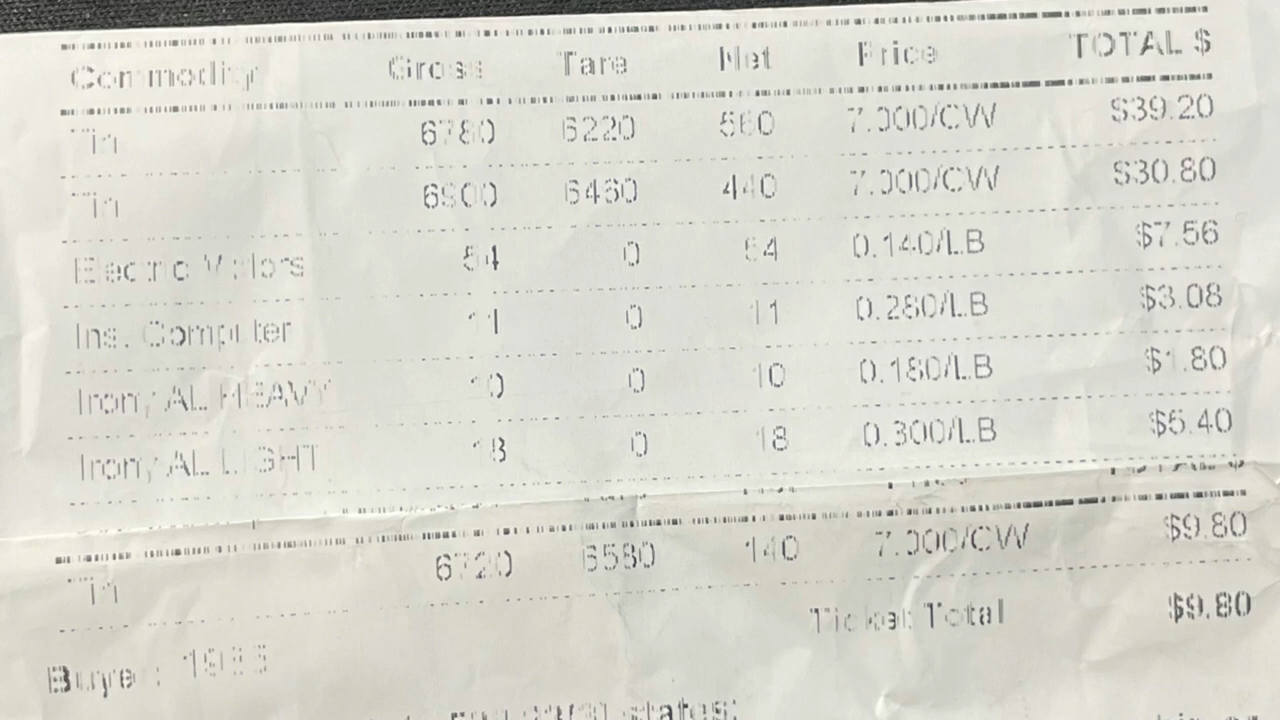 Commodity Gross Tare Net Price TOTAL $
Tin 6780 6220 560 7.000/CW $39.20
Tin 6900 6460 440 7.000/CW $30.80
Electric Motors 54 0 54 0.140/LB $7.56
Ins. Computer 11 0 11 0.280/LB $3.08
Irony AL HEAVY 10 0 10 0.180/LB $1.80
Irony AL LIGHT 18 0 18 0.300/LB $5.40
TOTAL $
Tin 6720 6580 140 7.000/CW $9.80
Ticket Total $9.80
Buyer:
states: